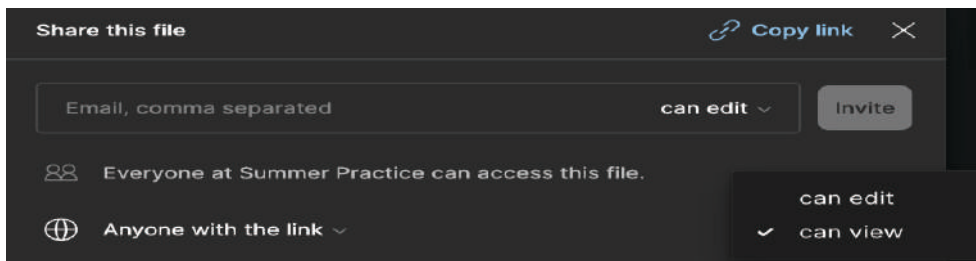 Share this file Copy link
Email, comma separated can edit Invite
Everyone at Summer Practice can access this file.
can edit
Anyone with the link can view